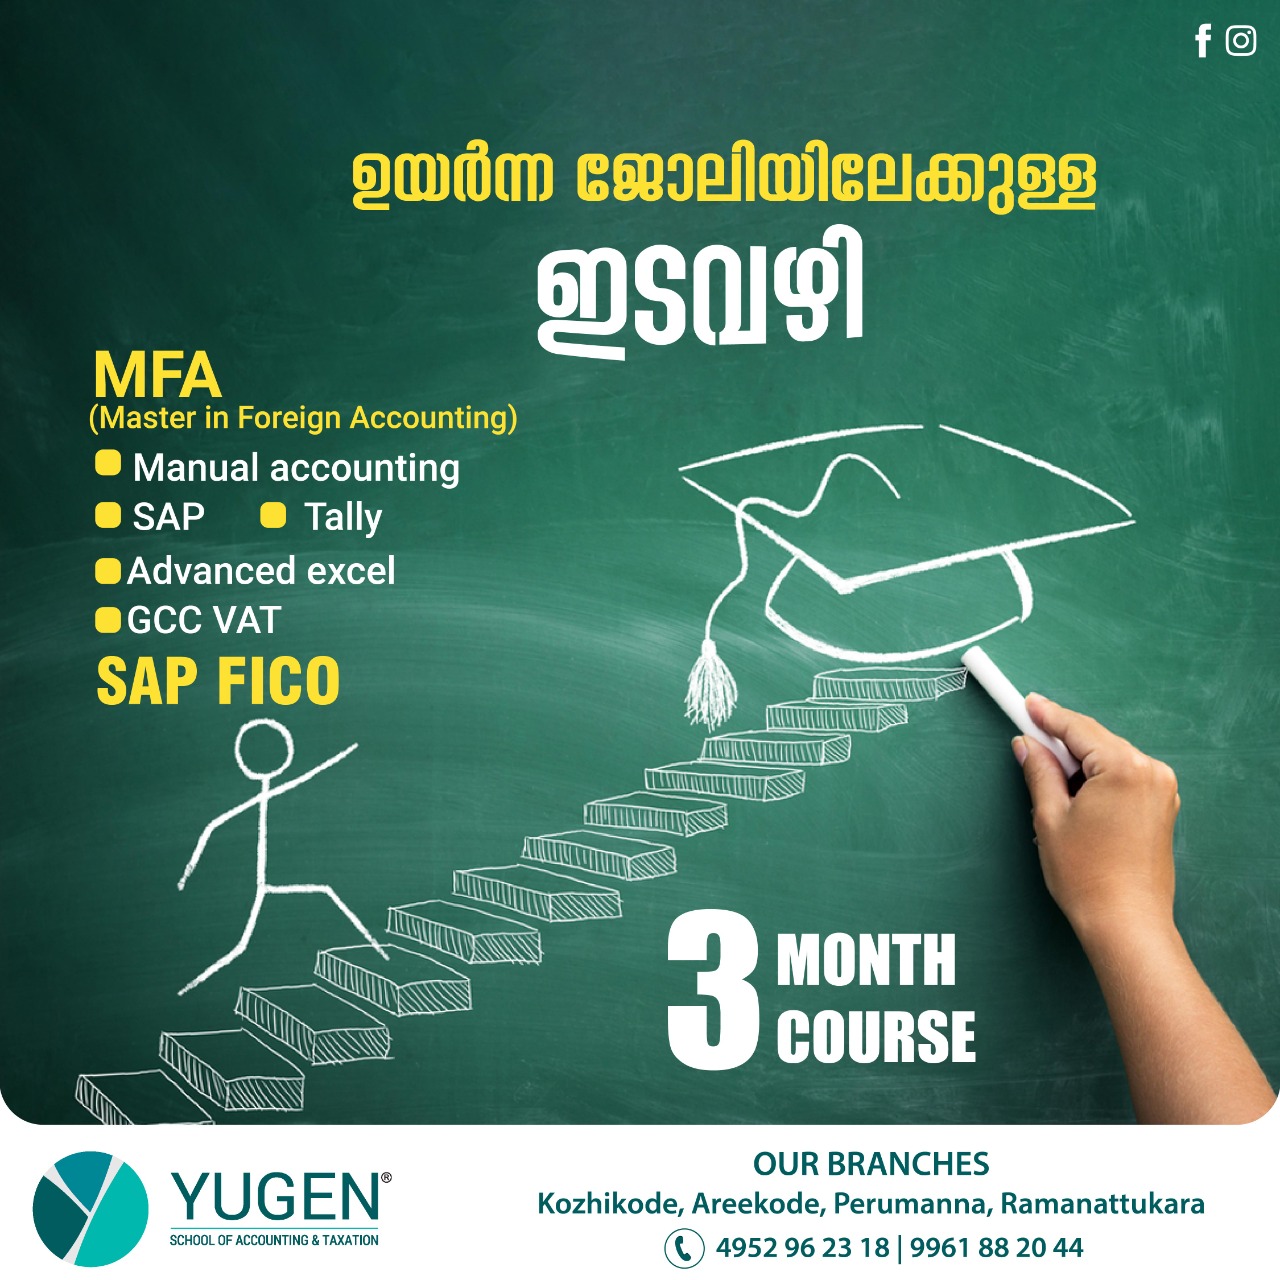 ഉയർന്ന ജോലിയിലേക്കുള്ള
ഇടവഴി
MFA
(Master in Foreign Accounting)
Manual accounting
SAP Tally
Advanced excel
GCC VAT
SAP FICO
3 MONTH
COURSE
YUGEN®
SCHOOL OF ACCOUNTING & TAXATION
OUR BRANCHES
Kozhikode, Areekode, Perumanna, Ramanattukara
4952 96 23 18 | 9961 88 20 44